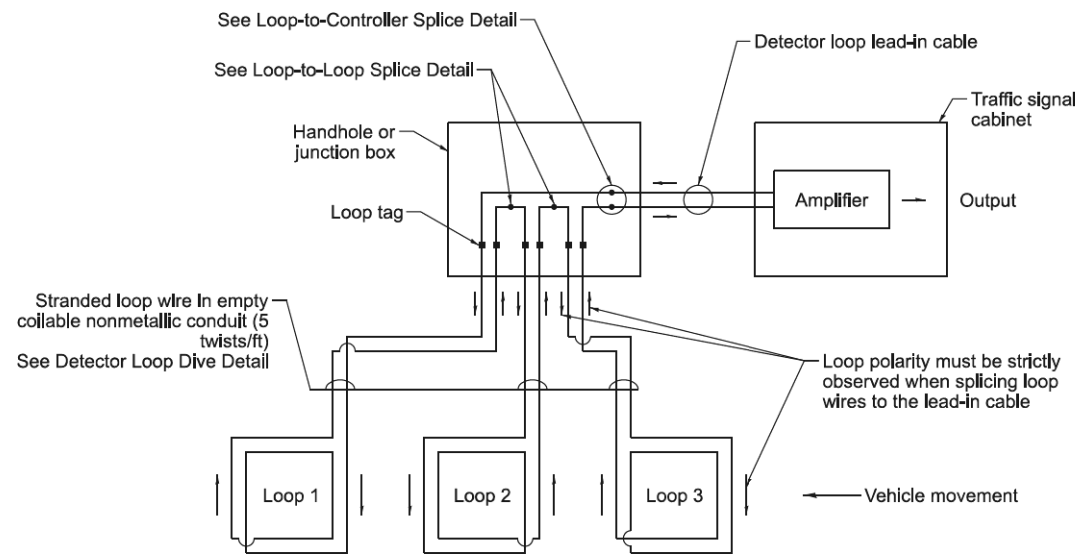 See Loop-to-Controller Splice Detail
Detector loop lead-in cable
See Loop-to-Loop Splice Detail
Traffic signal
cabinet
Handhole or
junction box
Amplifier
Output
Loop tag
Stranded loop wire in empty
coilable nonmetallic conduit (5
twists/ft)
See Detector Loop Dive Detail
Loop polarity must be strictly
observed when splicing loop
wires to the lead-in cable
Loop 1
Loop 2
Loop 3
Vehicle movement